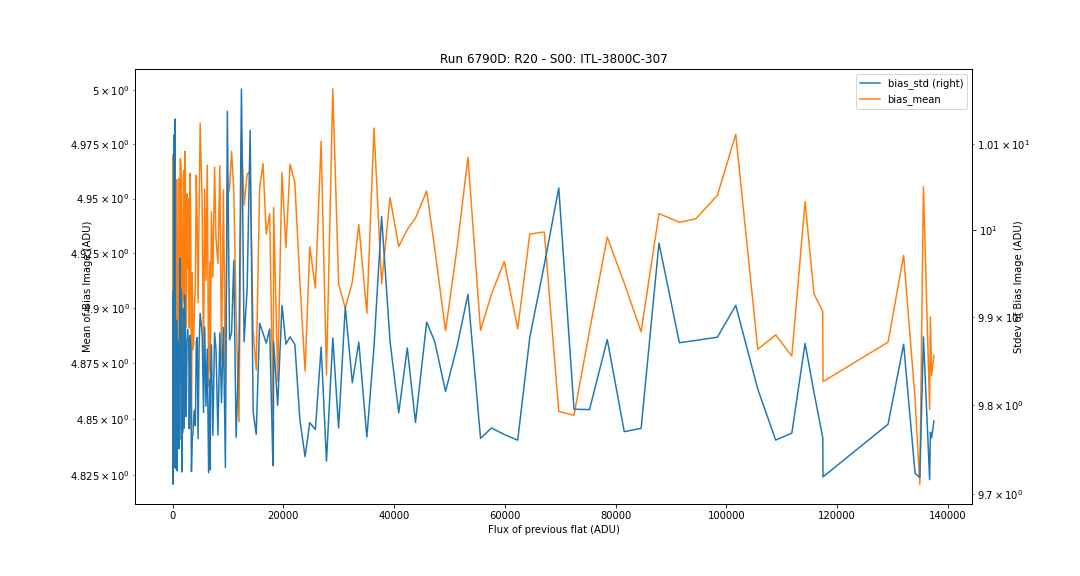 Run 6790D: R20 - S00: ITL-3800C-307
bias_std (right)
bias_mean
5 × 10⁰
4.975 × 10⁰
4.95 × 10⁰
4.925 × 10⁰
4.9 × 10⁰
4.875 × 10⁰
4.85 × 10⁰
4.825 × 10⁰
Mean of Bias Image (ADU)
1.01 × 10¹
10¹
9.9 × 10⁰
9.8 × 10⁰
9.7 × 10⁰
Stdev of Bias Image (ADU)
0 20000 40000 60000 80000 100000 120000 140000
Flux of previous flat (ADU)